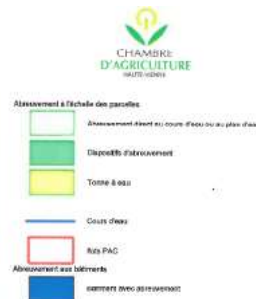 CHAMBRE
D'AGRICULTURE
HAUTE-VIENNE
Abreuvement à l'échelle des parcelles
Abreuvement direct au cours d'eau ou au plan d'eau
Dispositifs d'abreuvement
Tonne à eau
Cours d'eau
Ilots PAC
Abreuvement aux bâtiments
Bâtiment avec abreuvement